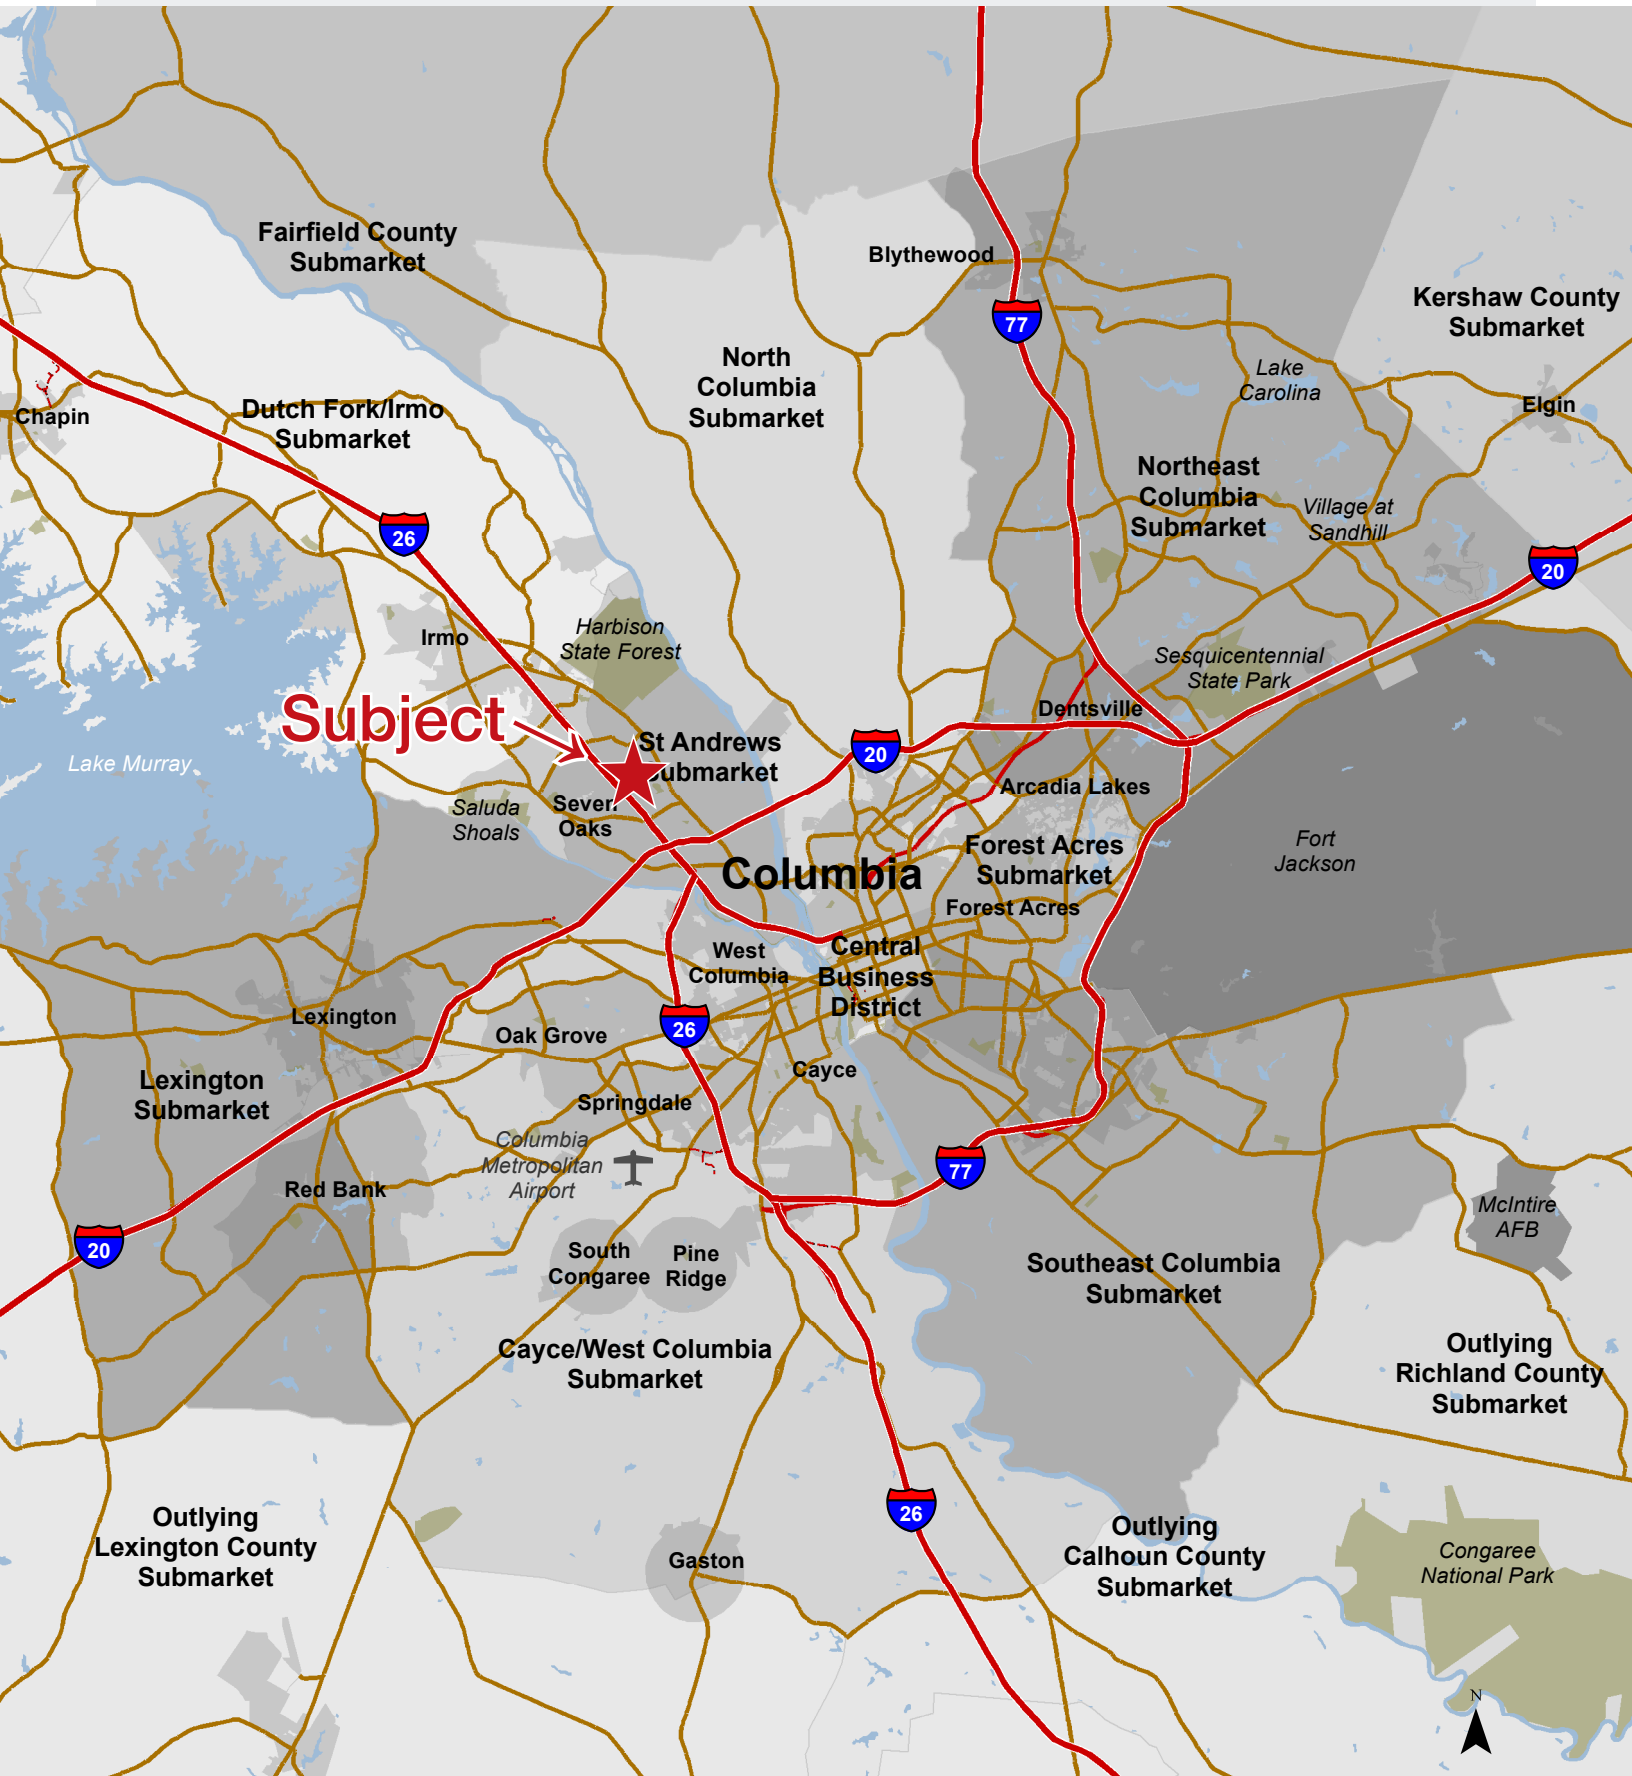 Fairfield County
Submarket
Blythewood
77
Kershaw County
Submarket
North
Columbia
Submarket
Lake
Carolina
Elgin
Chapin
Dutch Fork/Irmo
Submarket
Northeast
Columbia
Submarket
Village at
Sandhill
26
20
Irmo
Harbison
State Forest
Sesquicentennial
State Park
Subject
Dentsville
St Andrews
Submarket
20
Lake Murray
Arcadia Lakes
Saluda
Shoals
Seven
Oaks
Forest Acres
Submarket
Fort
Jackson
Columbia
Forest Acres
West
Columbia
Central
Business
District
Lexington
26
Oak Grove
Cayce
Lexington
Submarket
Springdale
Columbia
Metropolitan
Airport
77
Red Bank
McIntire
AFB
20
South
Congaree
Pine
Ridge
Southeast Columbia
Submarket
Cayce/West Columbia
Submarket
Outlying
Richland County
Submarket
26
Outlying
Lexington County
Submarket
Gaston
Outlying
Calhoun County
Submarket
Congaree
National Park
N